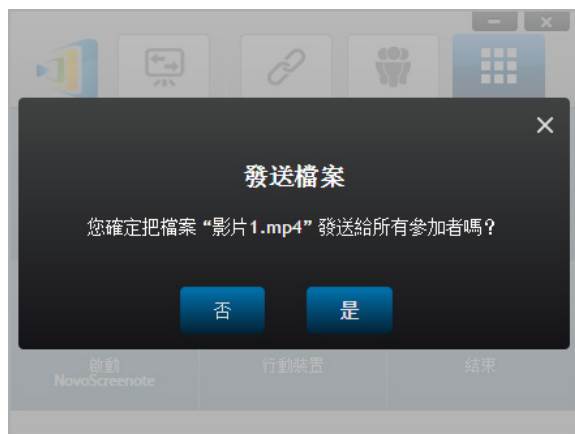 發送檔案
您確定把檔案 “影片1.mp4” 發送給所有參加者嗎?
否
是
啟動
NovoScreenote
行動裝置
結束